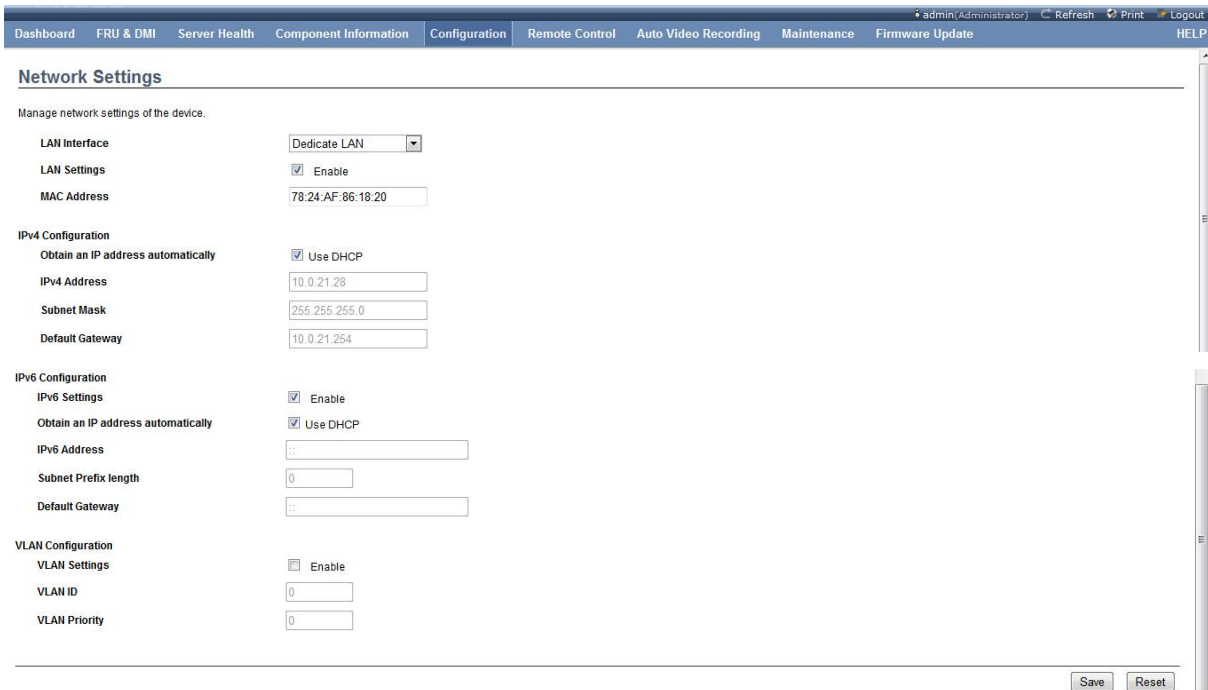 admin(Administrator) Refresh Print Logout
Dashboard FRU & DMI Server Health Component Information Configuration Remote Control Auto Video Recording Maintenance Firmware Update HELP
Network Settings
Manage network settings of the device.
LAN Interface Dedicate LAN
LAN Settings Enable
MAC Address 78:24:AF:86:18:20
IPv4 Configuration
Obtain an IP address automatically Use DHCP
IPv4 Address 10.0.21.28
Subnet Mask 255.255.255.0
Default Gateway 10.0.21.254
IPv6 Configuration
IPv6 Settings Enable
Obtain an IP address automatically Use DHCP
IPv6 Address ::
Subnet Prefix length 0
Default Gateway ::
VLAN Configuration
VLAN Settings Enable
VLAN ID 0
VLAN Priority 0
Save Reset